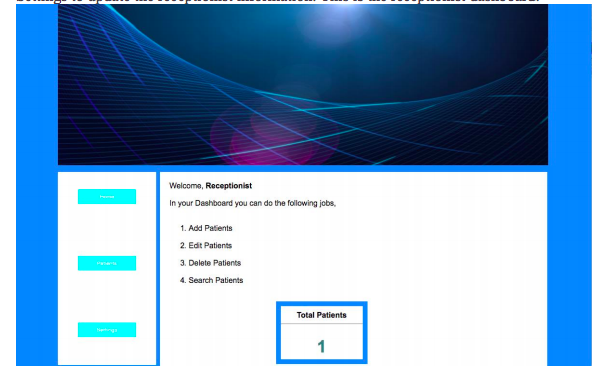 Settings to update the receptionist information. This is the receptionist dashboard.
Home
Patients
Settings
Welcome, Receptionist
In your Dashboard you can do the following jobs,
1. Add Patients
2. Edit Patients
3. Delete Patients
4. Search Patients
Total Patients
1